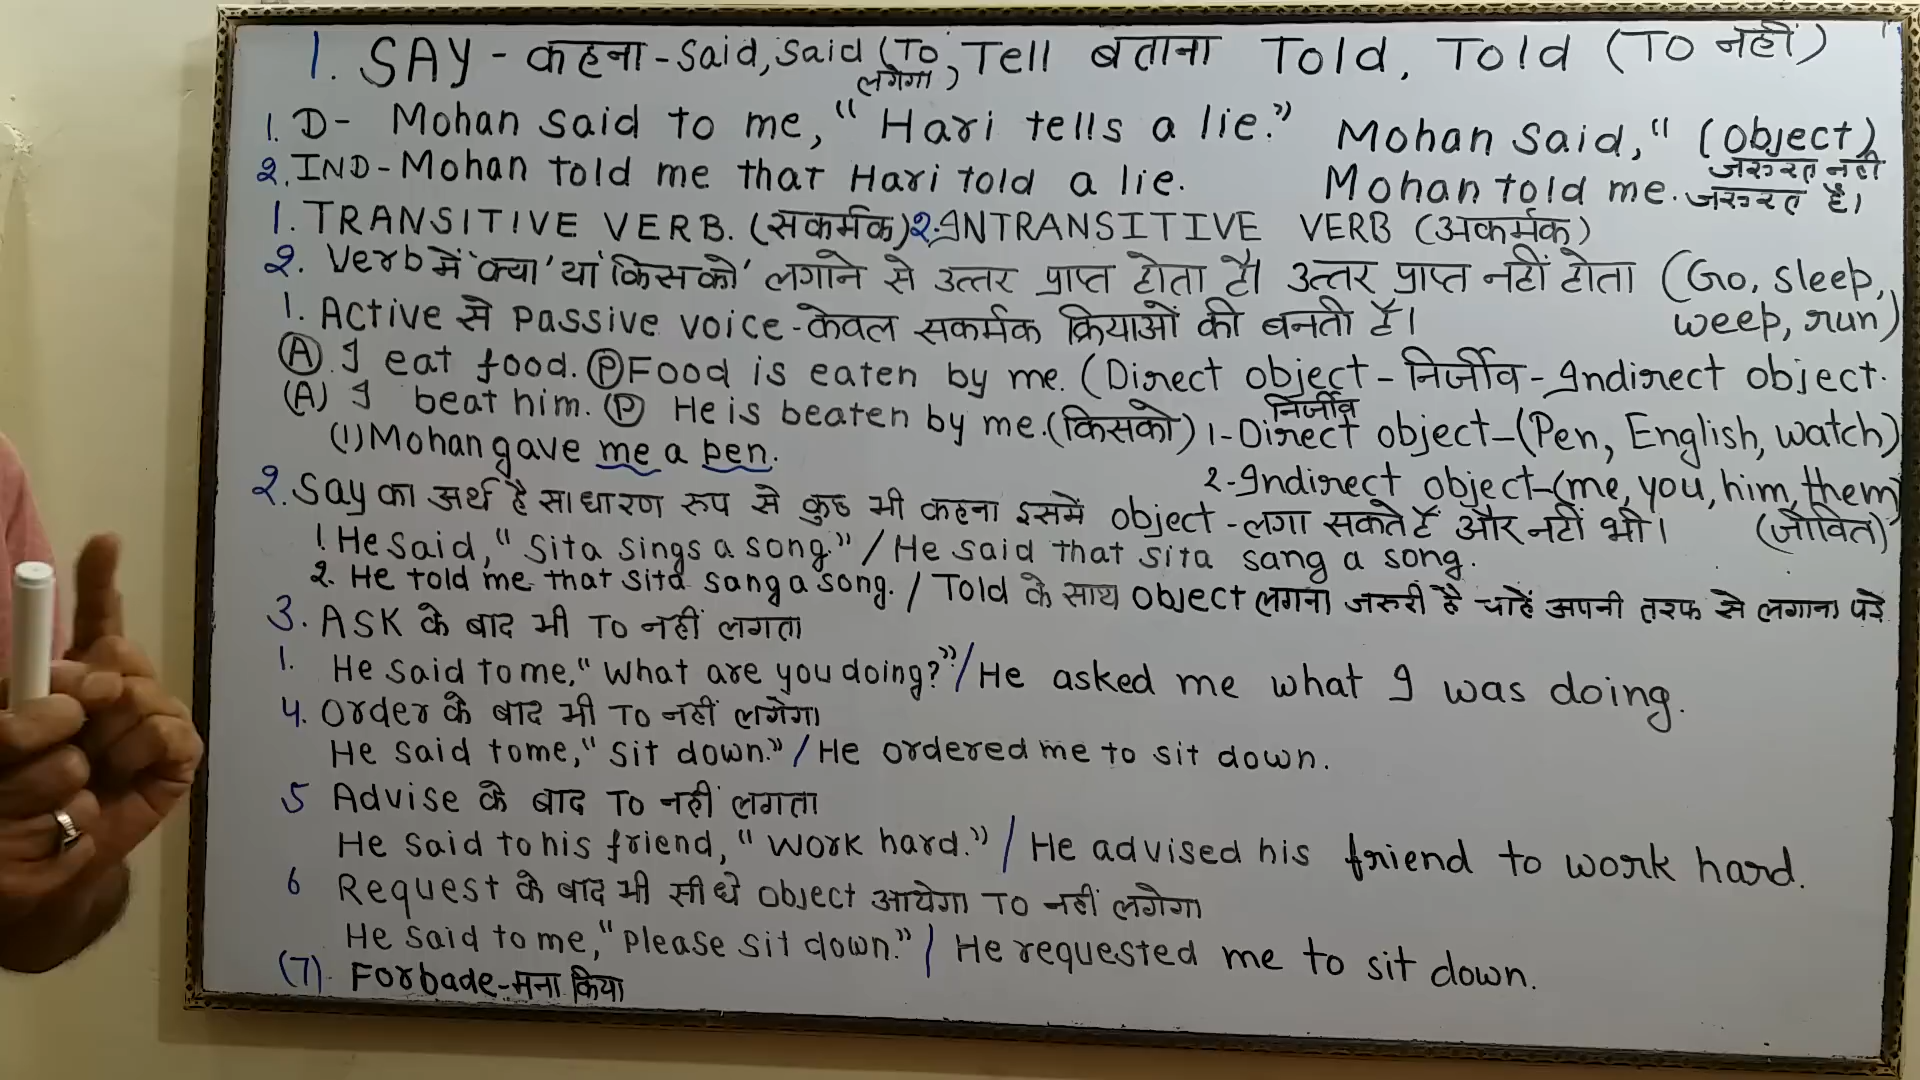 1. SAY - कहना - Said, Said (TO लगेगा), Tell बताना Told, Told (TO नहीं)
1. D- Mohan said to me, "Hari tells a lie." Mohan said," (object) जरुरत नही
2. IND - Mohan told me that Hari told a lie. Mohan told me. जरुरत है।
1. TRANSITIVE VERB. (सकर्मक) 2. INTRANSITIVE VERB (अकर्मक)
2. Verb में 'क्या' या 'किसको' लगाने से उत्तर प्राप्त होता है। उत्तर प्राप्त नहीं होता (Go, sleep, weep, run)
1. Active से passive voice - केवल सकर्मक क्रियाओं की बनती है।
(A) I eat food. (P) Food is eaten by me. (Direct object - निर्जीव - Indirect object.
(A) I beat him. (P) He is beaten by me. (किसको) 1- Direct object - (Pen, English, watch) निर्जीव
(1) Mohan gave me a pen.
2- Indirect object - (me, you, him, them) (जीवित)
2. Say का अर्थ है साधारण रुप से कुछ भी कहना इसमें object - लगा सकते हैं और नहीं भी।
1. He said, "Sita sings a song" / He said that Sita sang a song.
2. He told me that Sita sang a song. / Told के साथ object लगना जरुरी है चाहें अपनी तरफ से लगाना पड़े
3. ASK के बाद भी TO नहीं लगता
1. He said to me, "What are you doing?" / He asked me what I was doing.
4. Order के बाद भी TO नहीं लगेगा
He said to me, "Sit down." / He ordered me to sit down.
5 Advise के बाद TO नहीं लगता
He said to his friend, "Work hard." / He advised his friend to work hard.
6 Request के बाद भी सीधे object आयेगा TO नहीं लगेगा
He said to me, "please sit down." / He requested me to sit down.
(7) Forbade - मना किया